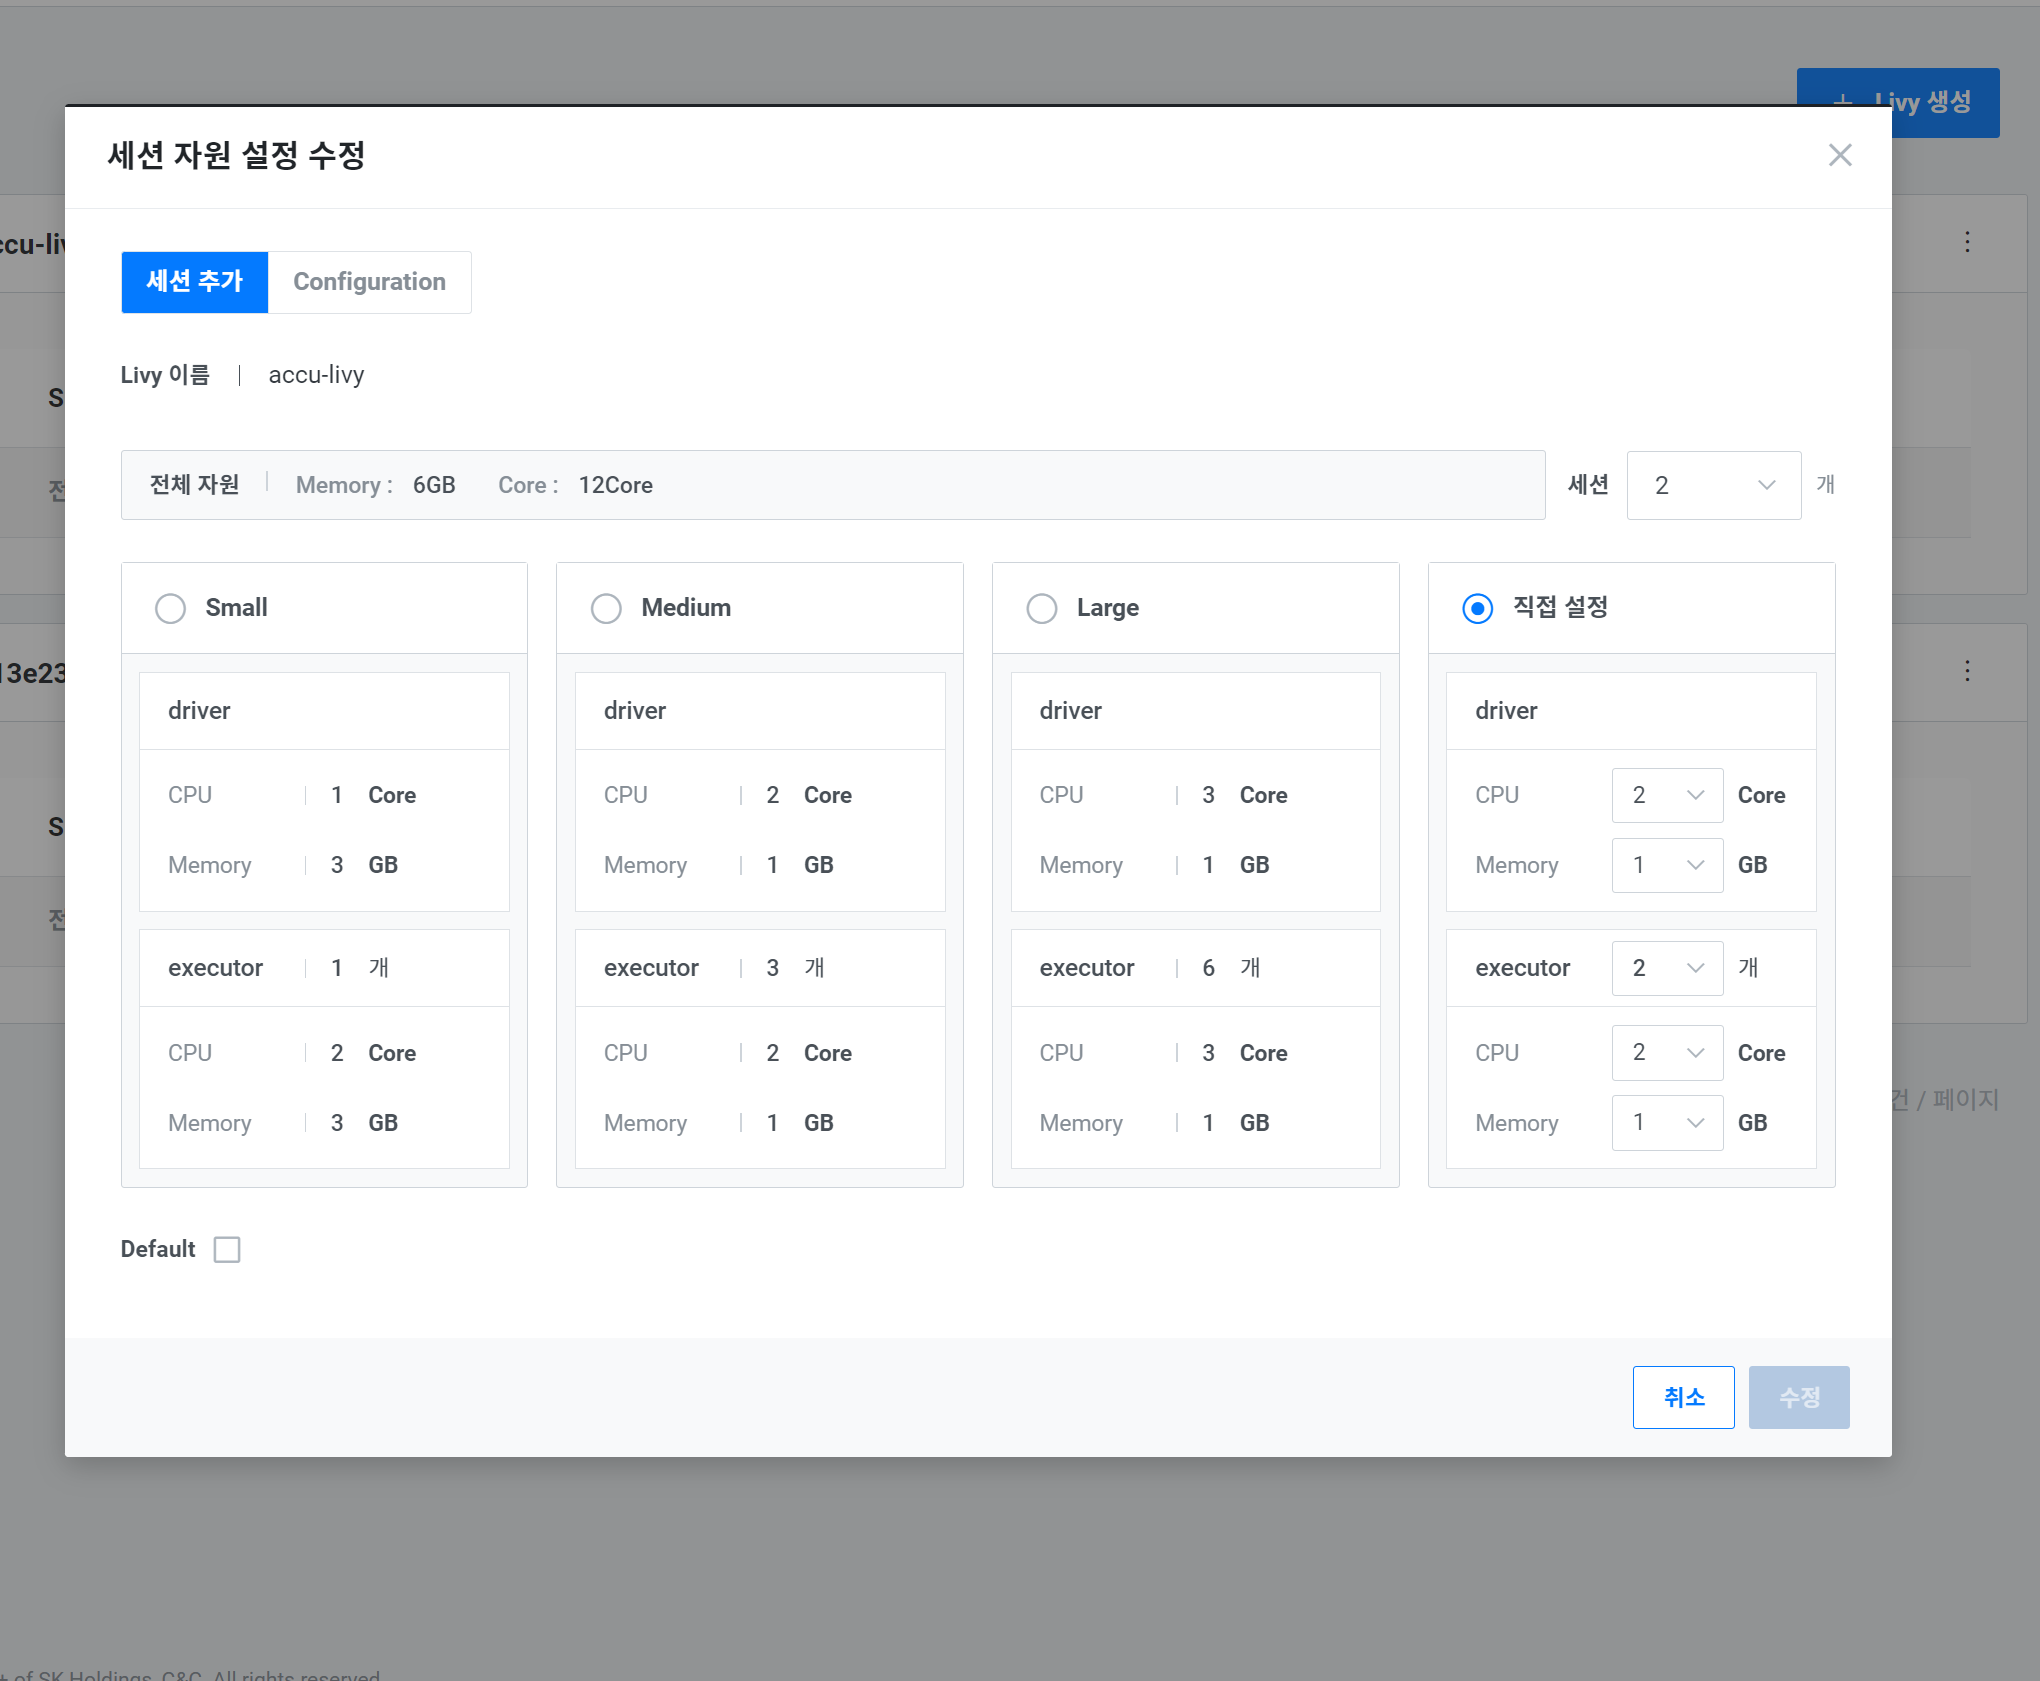 Livy 생성
세션 자원 설정 수정
세션 추가 Configuration
Livy 이름 accu-livy
전체 자원 Memory : 6GB Core : 12Core 세션 2 개
Small Medium Large 직접 설정
driver driver driver driver
CPU 1 Core CPU 2 Core CPU 3 Core CPU 2 Core
Memory 3 GB Memory 1 GB Memory 1 GB Memory 1 GB
executor 1 개 executor 3 개 executor 6 개 executor 2 개
CPU 2 Core CPU 2 Core CPU 3 Core CPU 2 Core
Memory 3 GB Memory 1 GB Memory 1 GB Memory 1 GB
건 / 페이지
Default
취소 수정
of SK Holdings, C&C. All rights reserved